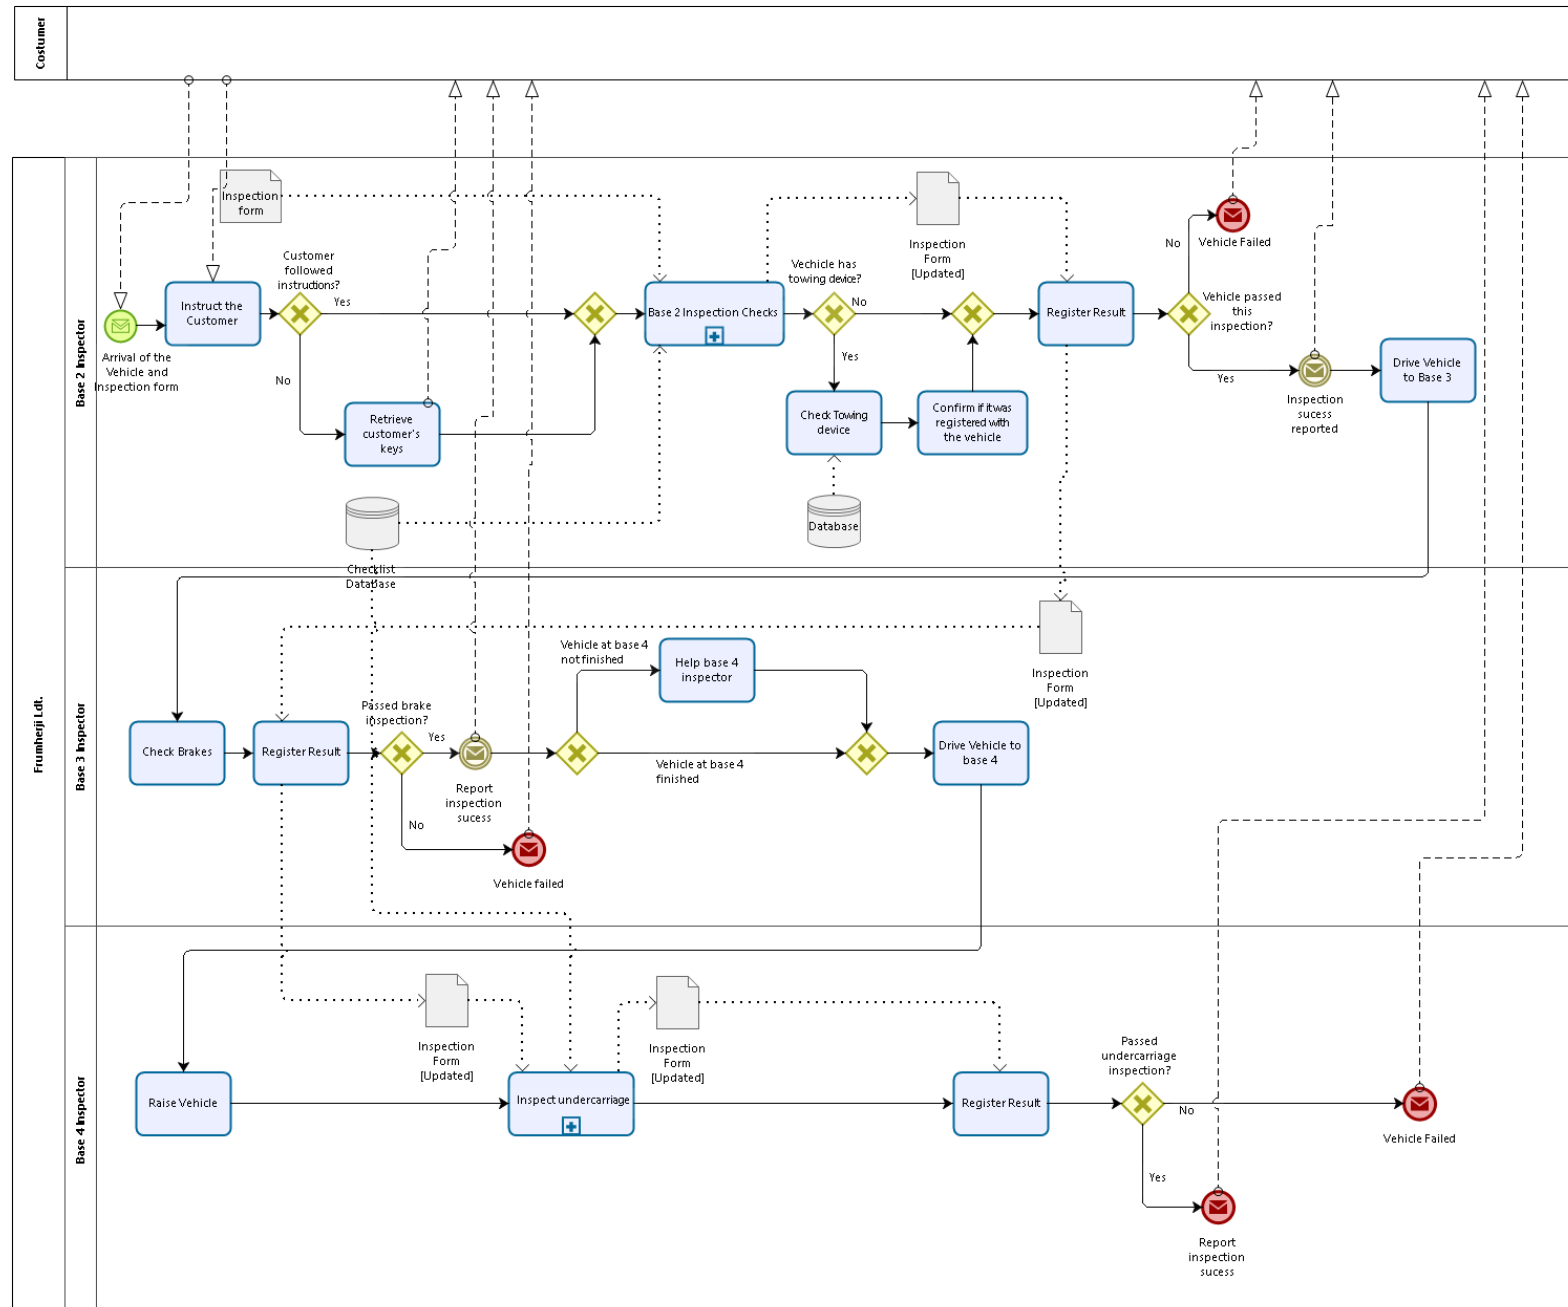 Costumer
Frumherji Ldt.
Base 2 Inspector
Inspection
form
Customer
followed
instructions?
Yes
No
Arrival of the
Vehicle and
Inspection form
Instruct the
Customer
Retrieve
customer's
keys
Checklist
Database
Base 2 Inspection Checks
Vechicle has
towing device?
No
Yes
Check Towing
device
Database
Confirm if itwas
registered with
the vehicle
Inspection
Form
[Updated]
Register Result
Vehicle passed
this
inspection?
No
Vehicle Failed
Yes
Inspection
sucess
reported
Drive Vehicle
to Base 3
Base 3 Inspector
Check Brakes
Register Result
Passed brake
inspection?
Yes
No
Report
inspection
sucess
Vehicle failed
Vehicle at base 4
not finished
Help base 4
inspector
Vehicle at base 4
finished
Drive Vehicle to
base 4
Inspection
Form
[Updated]
Base 4 Inspector
Raise Vehicle
Inspection
Form
[Updated]
Inspect undercarriage
Inspection
Form
[Updated]
Register Result
Passed
undercarriage
inspection?
No
Vehicle Failed
Yes
Report
inspection
sucess